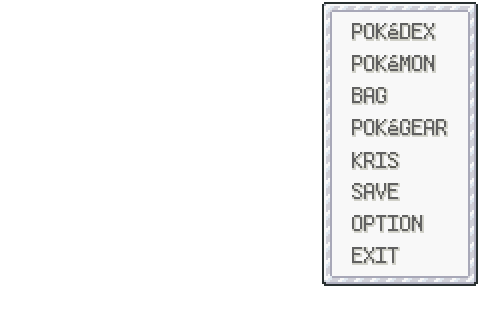 POKéDEX
POKéMON
BAG
POKéGEAR
KRIS
SAVE
OPTION
EXIT